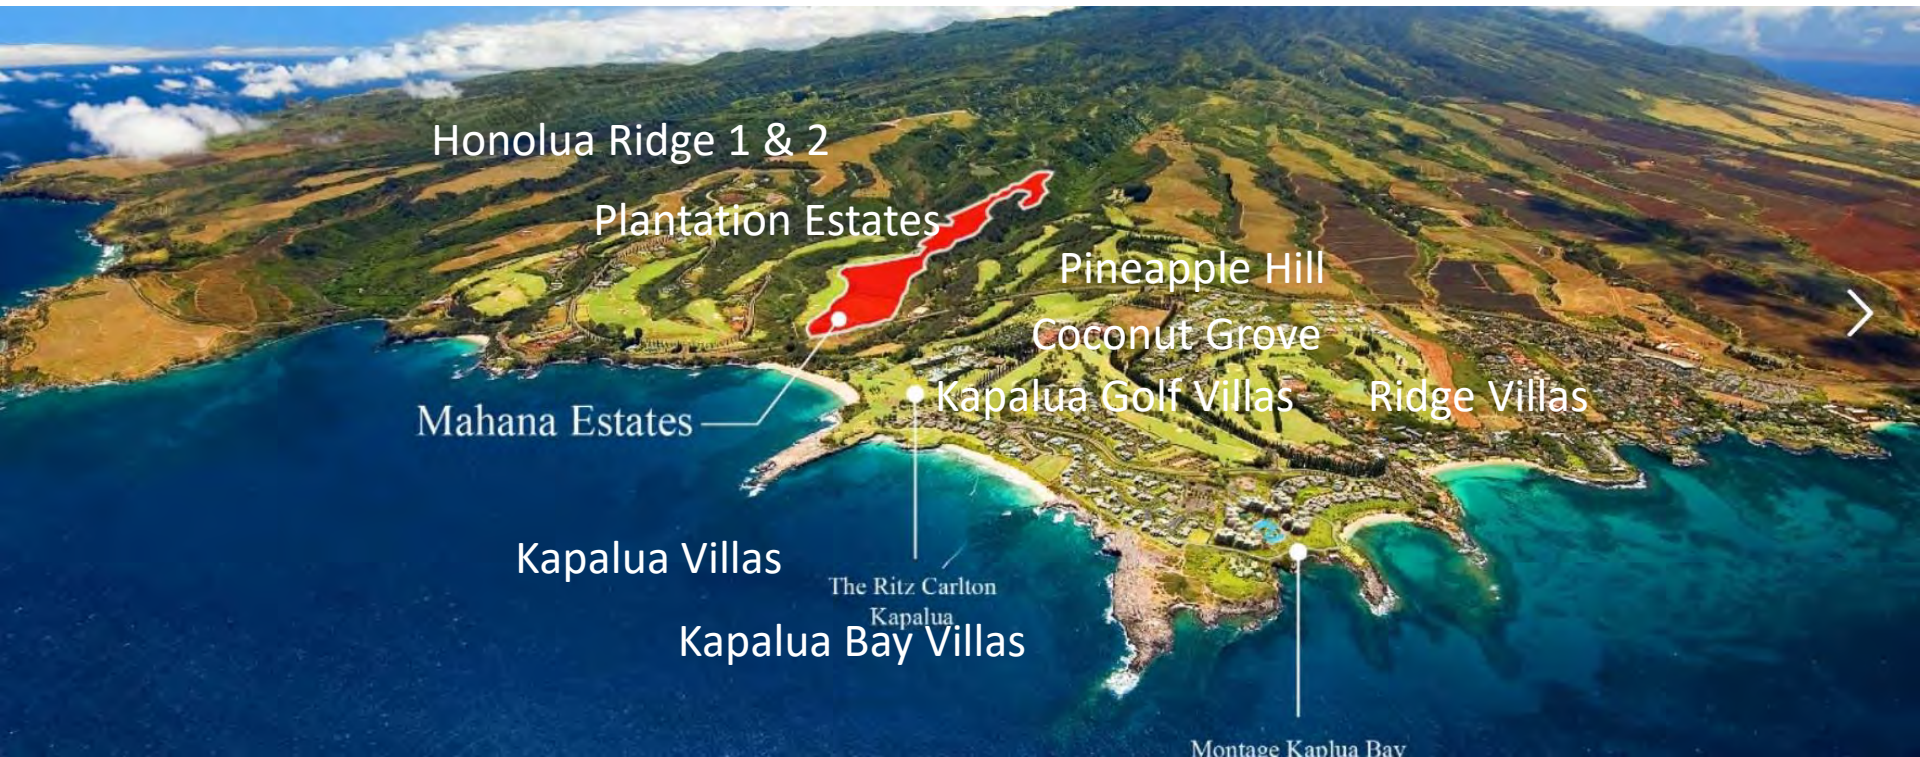 Honolua Ridge 1 & 2
Plantation Estates
Pineapple Hill
Coconut Grove
Kapalua Golf Villas
Ridge Villas
Mahana Estates
Kapalua Villas
The Ritz Carlton
Kapalua
Kapalua Bay Villas
Montage Kaplua Bay